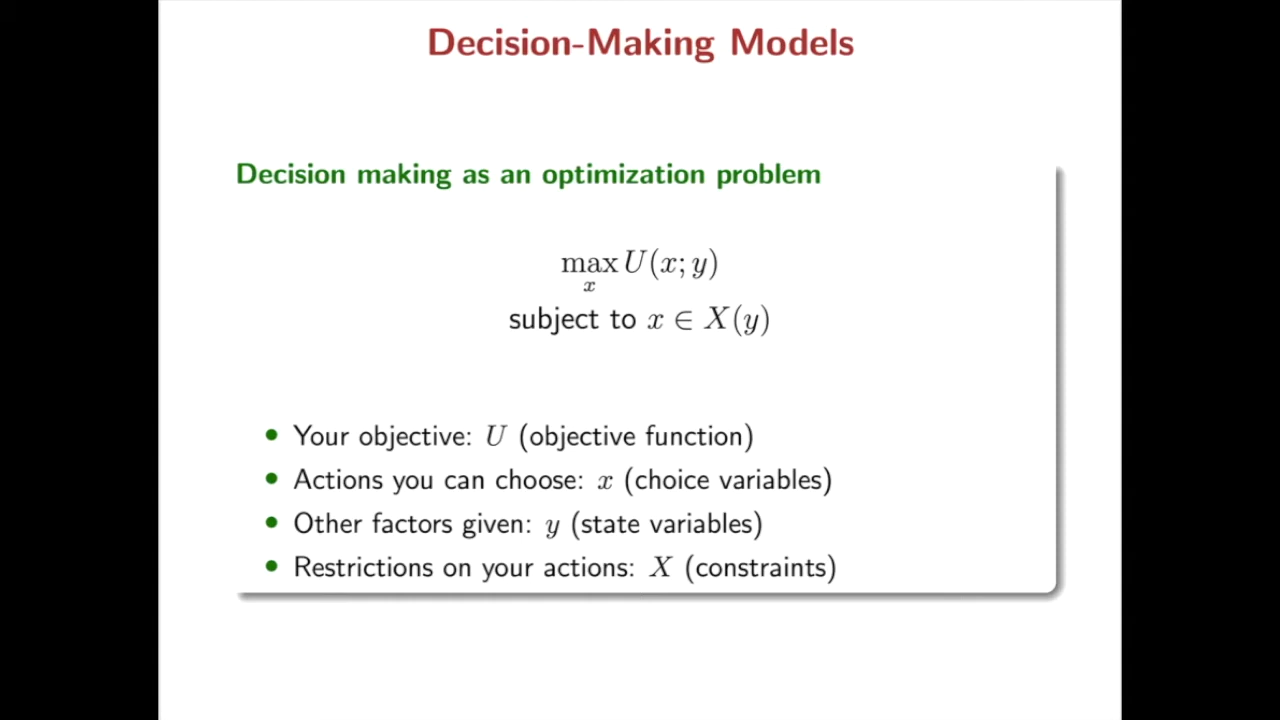 Decision-Making Models
Decision making as an optimization problem
max U(x; y)
x
subject to x ∈ X(y)
• Your objective: U (objective function)
• Actions you can choose: x (choice variables)
• Other factors given: y (state variables)
• Restrictions on your actions: X (constraints)